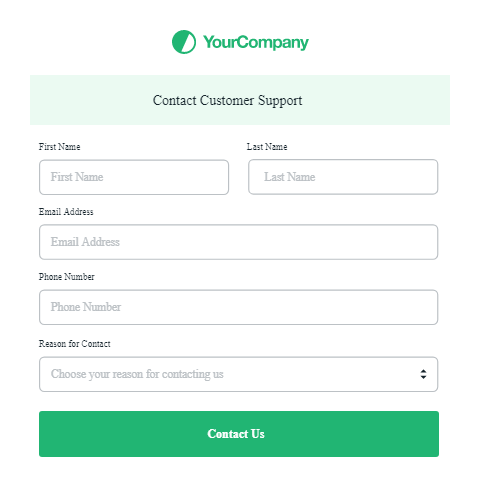 YourCompany
Contact Customer Support
First Name Last Name
First Name Last Name
Email Address
Email Address
Phone Number
Phone Number
Reason for Contact
Choose your reason for contacting us
Contact Us